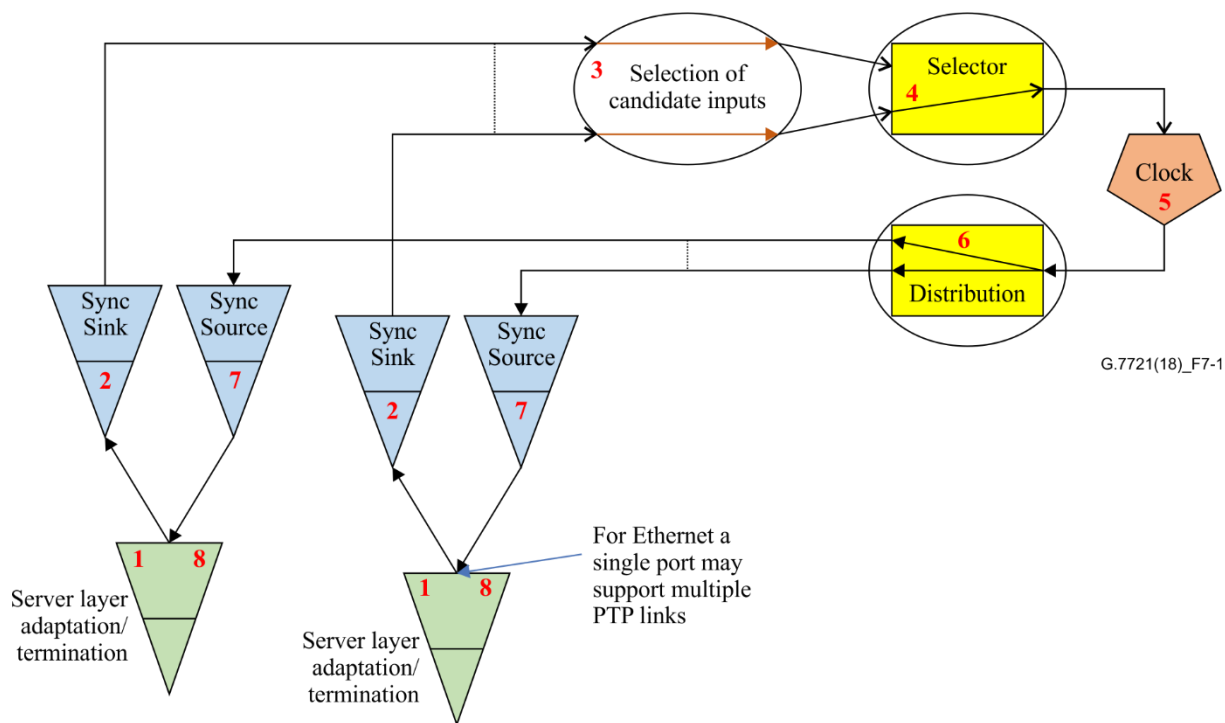 3
Selection of
candidate inputs
Selector
4
Clock
5
6
Distribution
Sync
Sink
2
Sync
Source
7
Sync
Sink
2
Sync
Source
7
G.7721(18)_F7-1
1 8
Server layer
adaptation/
termination
For Ethernet a
single port may
support multiple
PTP links
1 8
Server layer
adaptation/
termination